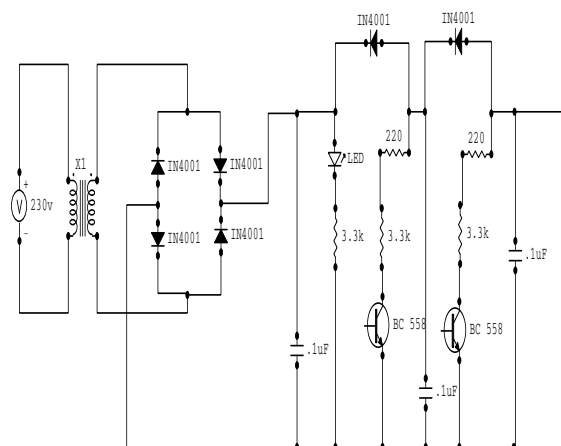 IN4001
IN4001
220
220
X1
IN4001
IN4001
LED
+
V
230v
-
3.3k
3.3k
3.3k
IN4001
IN4001
.1uF
BC 558
BC 558
.1uF
.1uF